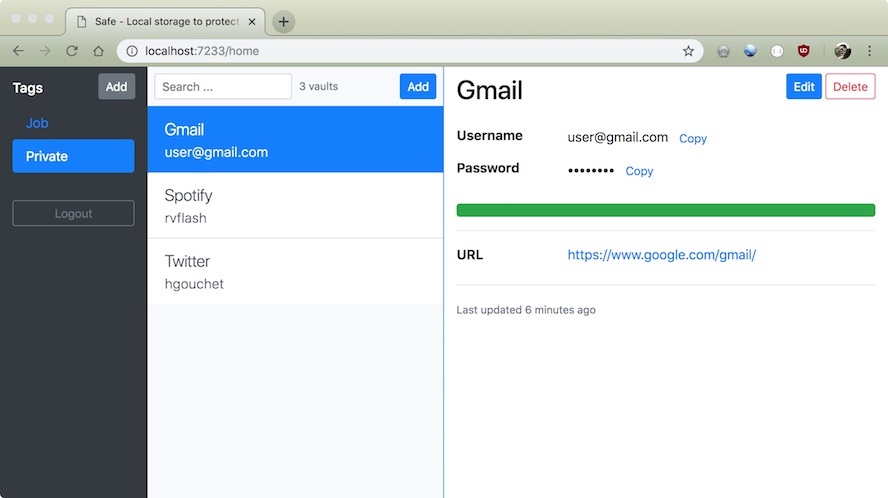 Safe - Local storage to protect
localhost:7233/home
Tags
Add
Job
Private
Logout
Search ...
3 vaults
Add
Gmail
user@gmail.com
Spotify
rvflash
Twitter
hgouchet
Gmail
Edit
Delete
Username
user@gmail.com
Copy
Password
••••••••
Copy
URL
https://www.google.com/gmail/
Last updated 6 minutes ago